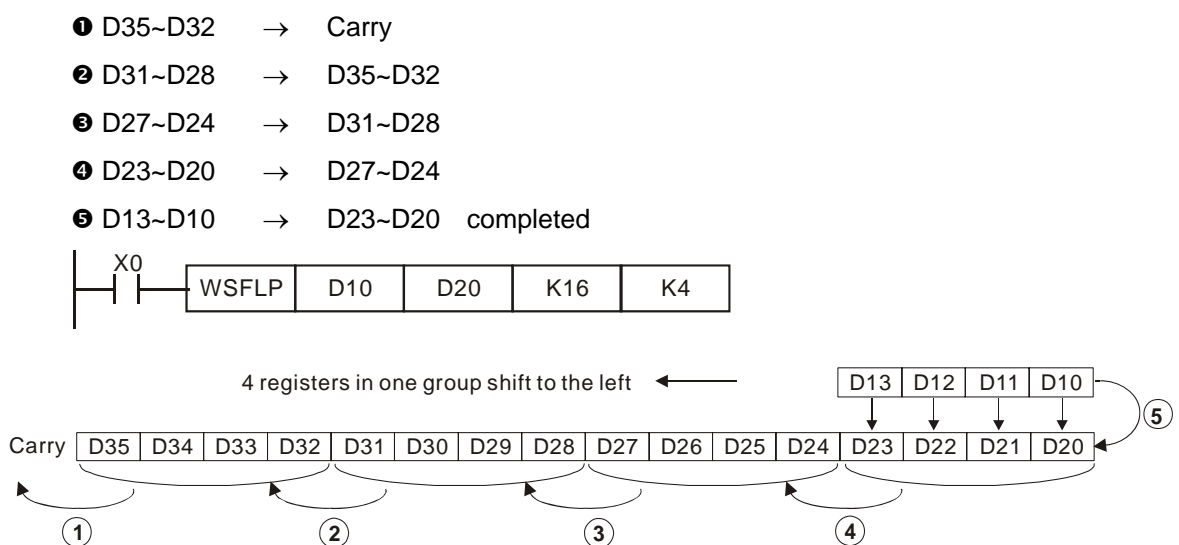 ❶ D35~D32 → Carry
❷ D31~D28 → D35~D32
❸ D27~D24 → D31~D28
❹ D23~D20 → D27~D24
❺ D13~D10 → D23~D20 completed
X0
WSFLP D10 D20 K16 K4
4 registers in one group shift to the left
D13 D12 D11 D10
5
Carry D35 D34 D33 D32 D31 D30 D29 D28 D27 D26 D25 D24 D23 D22 D21 D20
1 2 3 4